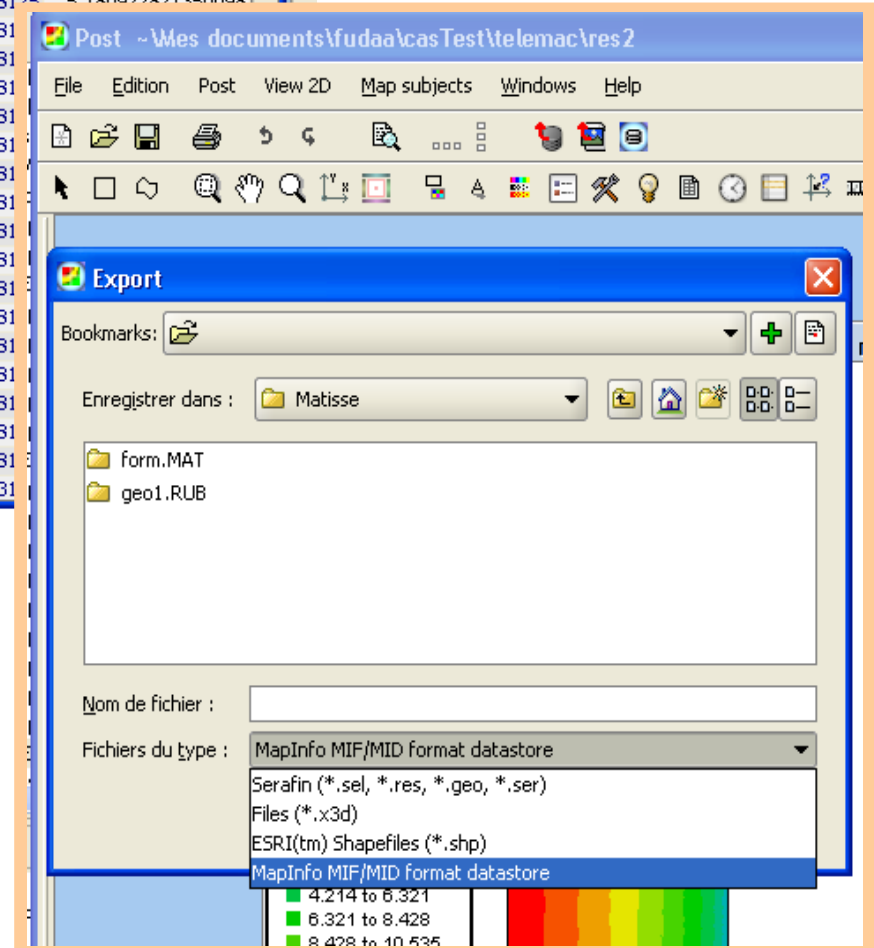 Post ~\Mes documents\fudaa\casTest\telemac\res2
File Edition Post View 2D Map subjects Windows Help
Export
Bookmarks:
Enregistrer dans : Matisse
form.MAT
geo1.RUB
Nom de fichier :
Fichiers du type : MapInfo MIF/MID format datastore
Serafin (*.sel, *.res, *.geo, *.ser)
Files (*.x3d)
ESRI(tm) Shapefiles (*.shp)
MapInfo MIF/MID format datastore
4.214 to 6.321
6.321 to 8.428
8.428 to 10.535